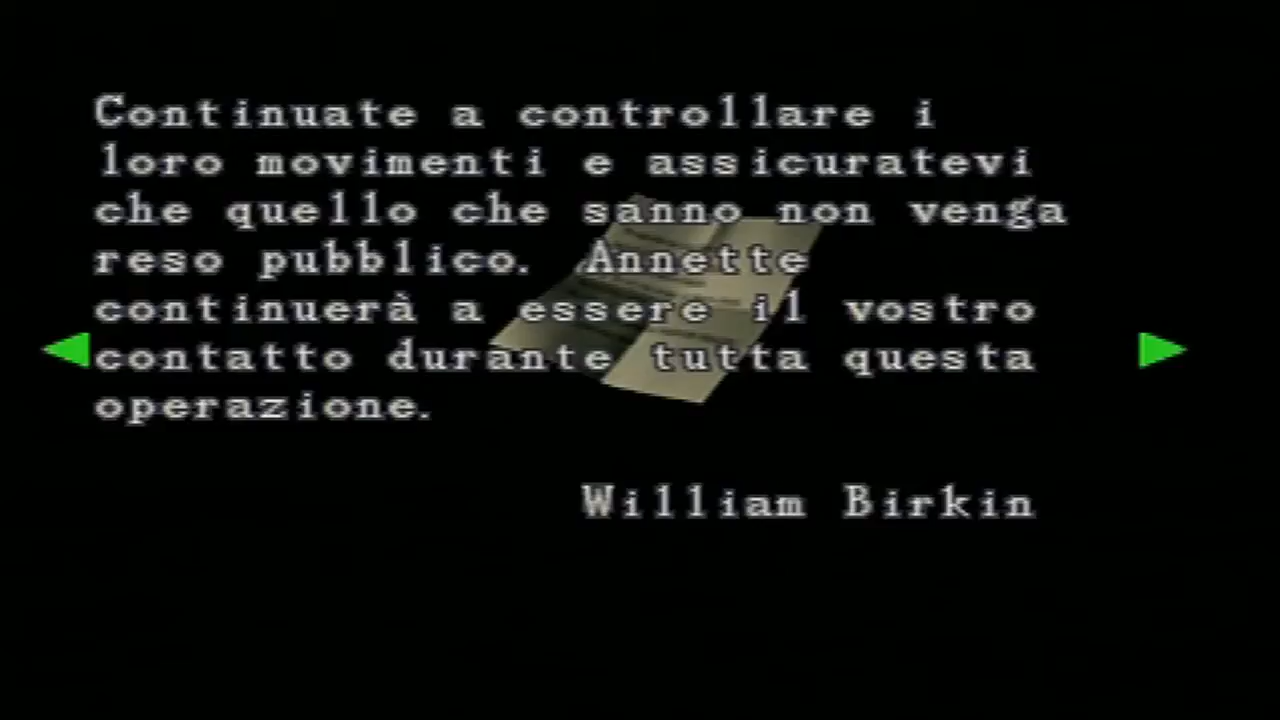 Continuate a controllare i
loro movimenti e assicuratevi
che quello che sanno non venga
reso pubblico. Annette
continuerà a essere il vostro
contatto durante tutta questa
operazione.
William Birkin